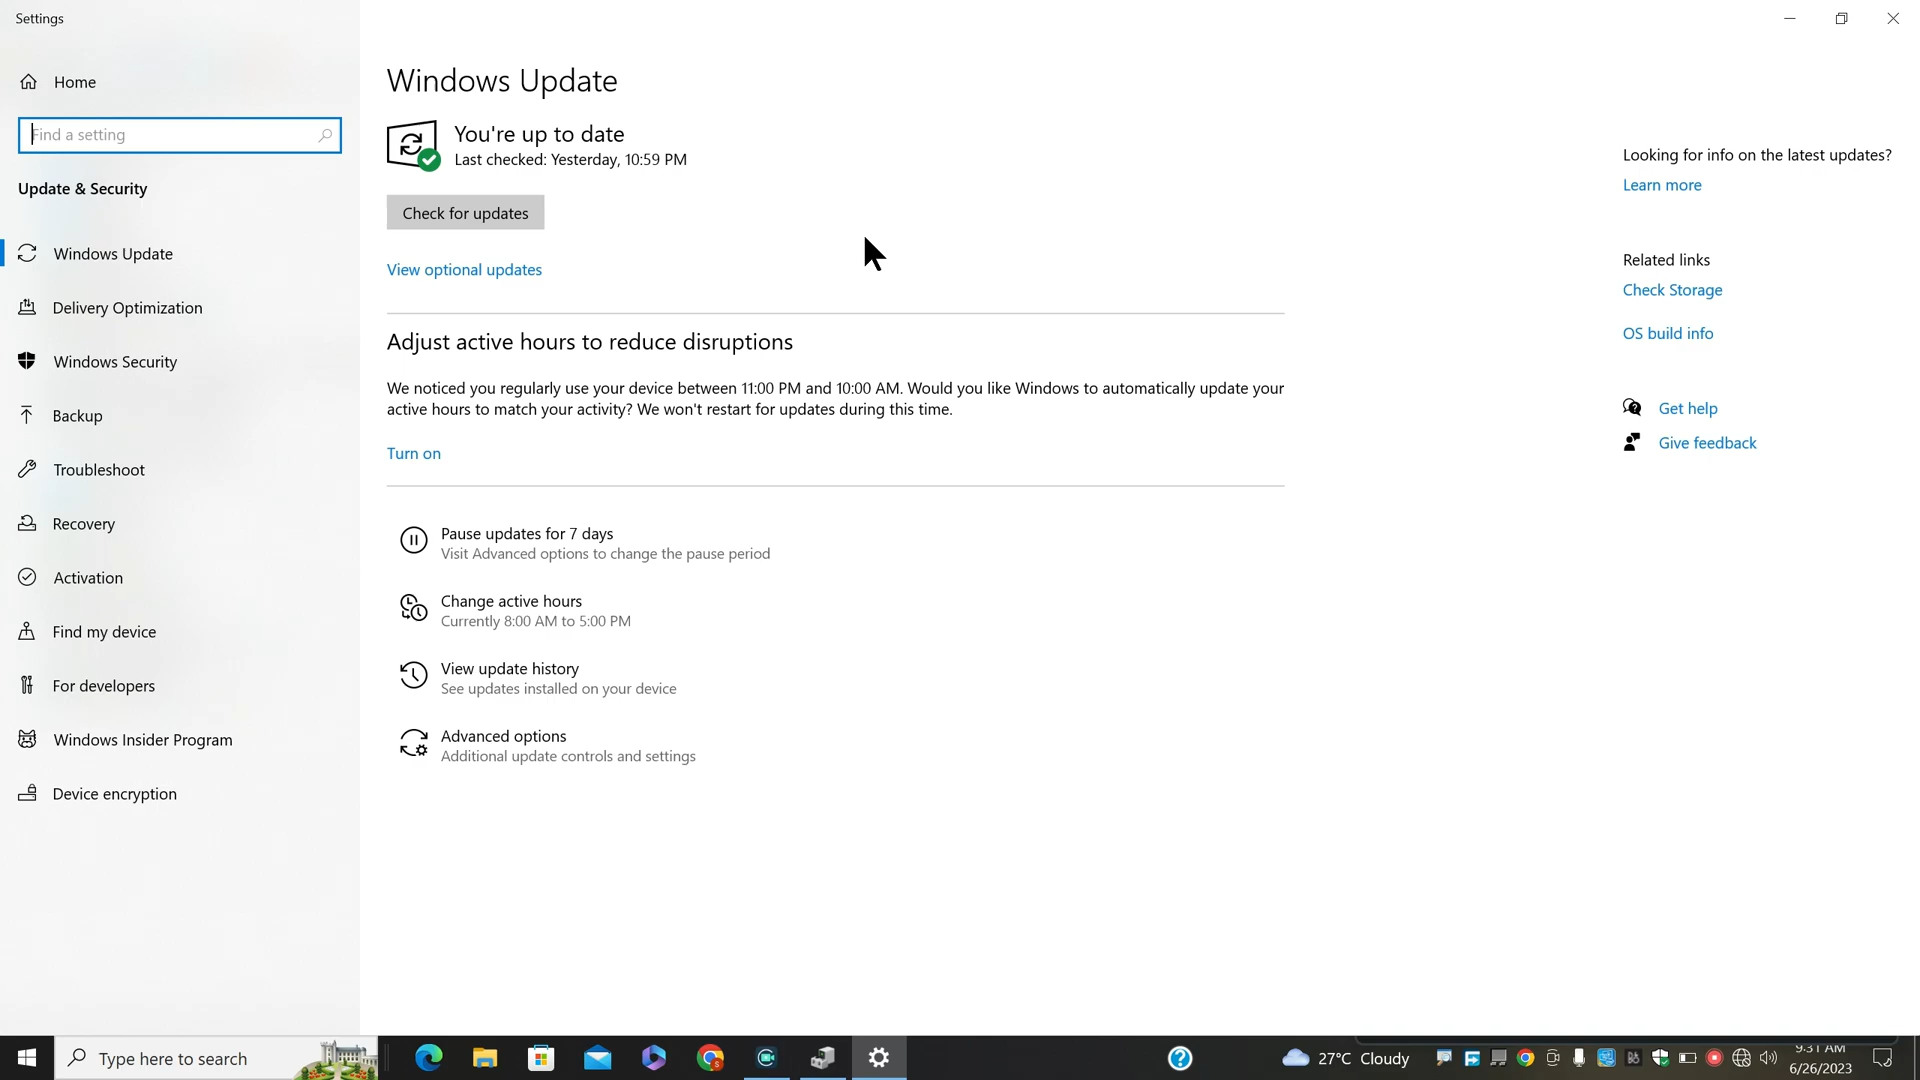 Settings
Home
Find a setting
Update & Security
Windows Update
Delivery Optimization
Windows Security
Backup
Troubleshoot
Recovery
Activation
Find my device
For developers
Windows Insider Program
Device encryption
Windows Update
You're up to date
Last checked: Yesterday, 10:59 PM
Check for updates
View optional updates
Adjust active hours to reduce disruptions
We noticed you regularly use your device between 11:00 PM and 10:00 AM. Would you like Windows to automatically update your
active hours to match your activity? We won't restart for updates during this time.
Turn on
Pause updates for 7 days
Visit Advanced options to change the pause period
Change active hours
Currently 8:00 AM to 5:00 PM
View update history
See updates installed on your device
Advanced options
Additional update controls and settings
Looking for info on the latest updates?
Learn more
Related links
Check Storage
OS build info
Get help
Give feedback
Type here to search
27°C Cloudy
9:31 AM
6/26/2023